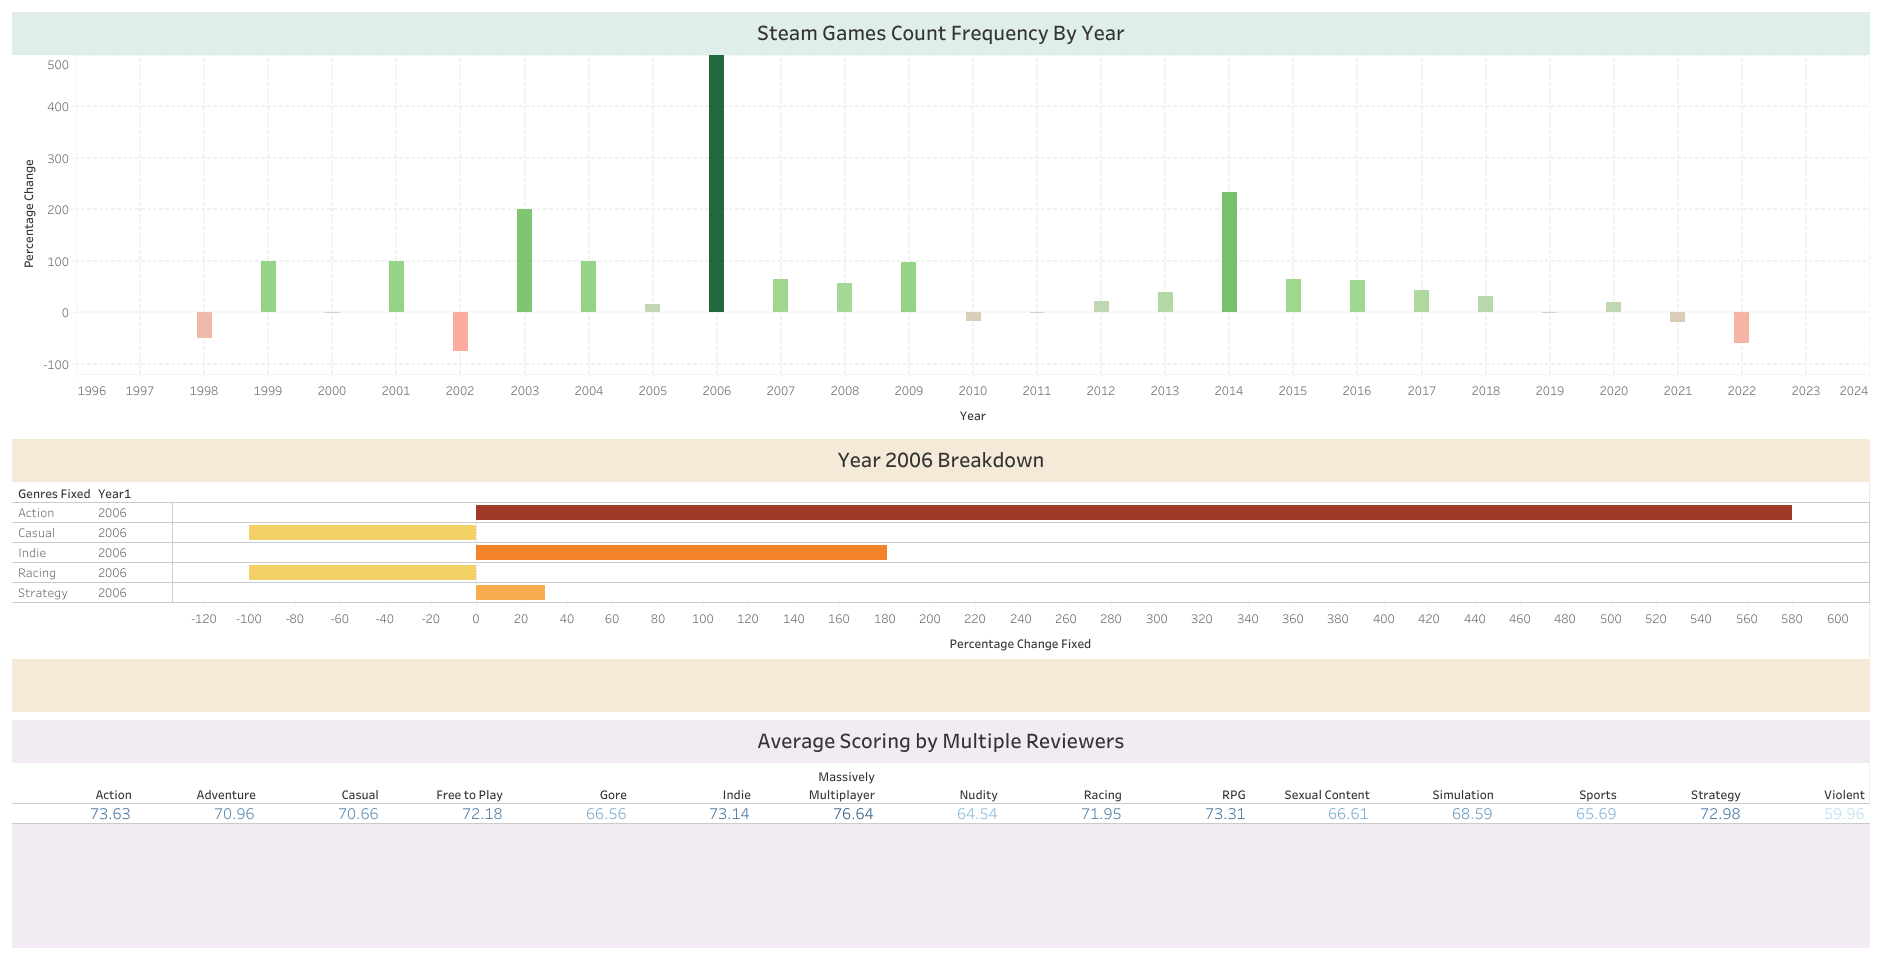 Steam Games Count Frequency By Year
500
400
300
200
100
0
-100
Percentage Change
1996 1997 1998 1999 2000 2001 2002 2003 2004 2005 2006 2007 2008 2009 2010 2011 2012 2013 2014 2015 2016 2017 2018 2019 2020 2021 2022 2023 2024
Year
Year 2006 Breakdown
Genres Fixed Year1
Action 2006
Casual 2006
Indie 2006
Racing 2006
Strategy 2006
-120 -100 -80 -60 -40 -20 0 20 40 60 80 100 120 140 160 180 200 220 240 260 280 300 320 340 360 380 400 420 440 460 480 500 520 540 560 580 600
Percentage Change Fixed
Average Scoring by Multiple Reviewers
Massively
Action Adventure Casual Free to Play Gore Indie Multiplayer Nudity Racing RPG Sexual Content Simulation Sports Strategy Violent
73.63 70.96 70.66 72.18 66.56 73.14 76.64 64.54 71.95 73.31 66.61 68.59 65.69 72.98 59.96